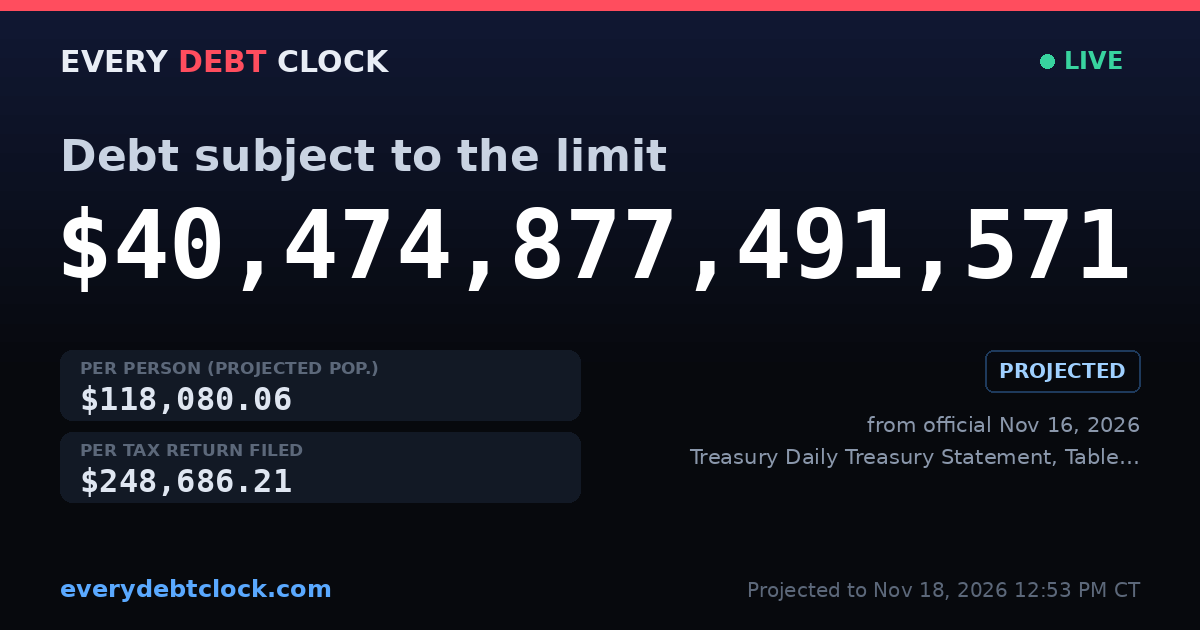 EVERY DEBT CLOCK
LIVE
Debt subject to the limit
$40,474,877,491,571
PER PERSON (PROJECTED POP.)
$118,080.06
PER TAX RETURN FILED
$248,686.21
PROJECTED
from official Nov 16, 2026
Treasury Daily Treasury Statement, Table…
everydebtclock.com
Projected to Nov 18, 2026 12:53 PM CT